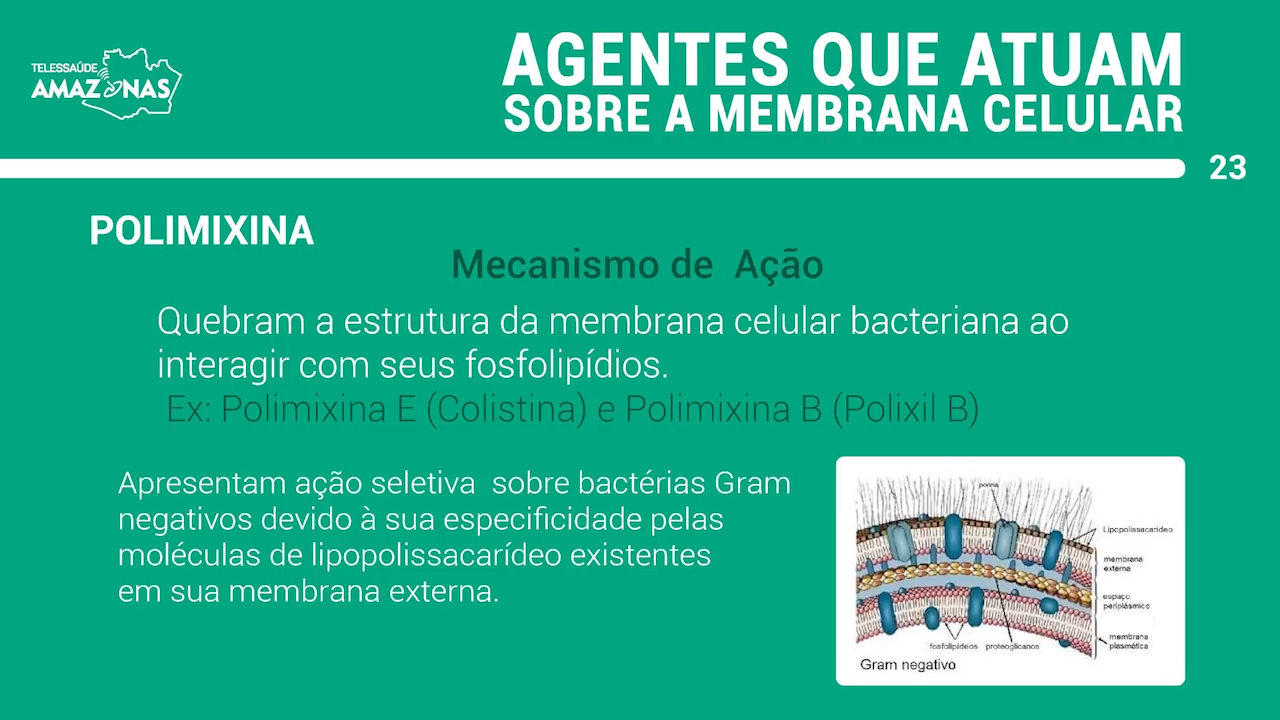 TELESSAÚDE
AMAZONAS
AGENTES QUE ATUAM
SOBRE A MEMBRANA CELULAR
23
POLIMIXINA
Mecanismo de Ação
Quebram a estrutura da membrana celular bacteriana ao
interagir com seus fosfolipídios.
Ex: Polimixina E (Colistina) e Polimixina B (Polixil B)
Apresentam ação seletiva sobre bactérias Gram
negativos devido à sua especificidade pelas
moléculas de lipopolissacarídeo existentes
em sua membrana externa.
porina
Lipopolissacarídeo
membrana
externa
espaço
periplásmico
membrana
plasmática
fosfolipídeos proteoglicanos
Gram negativo